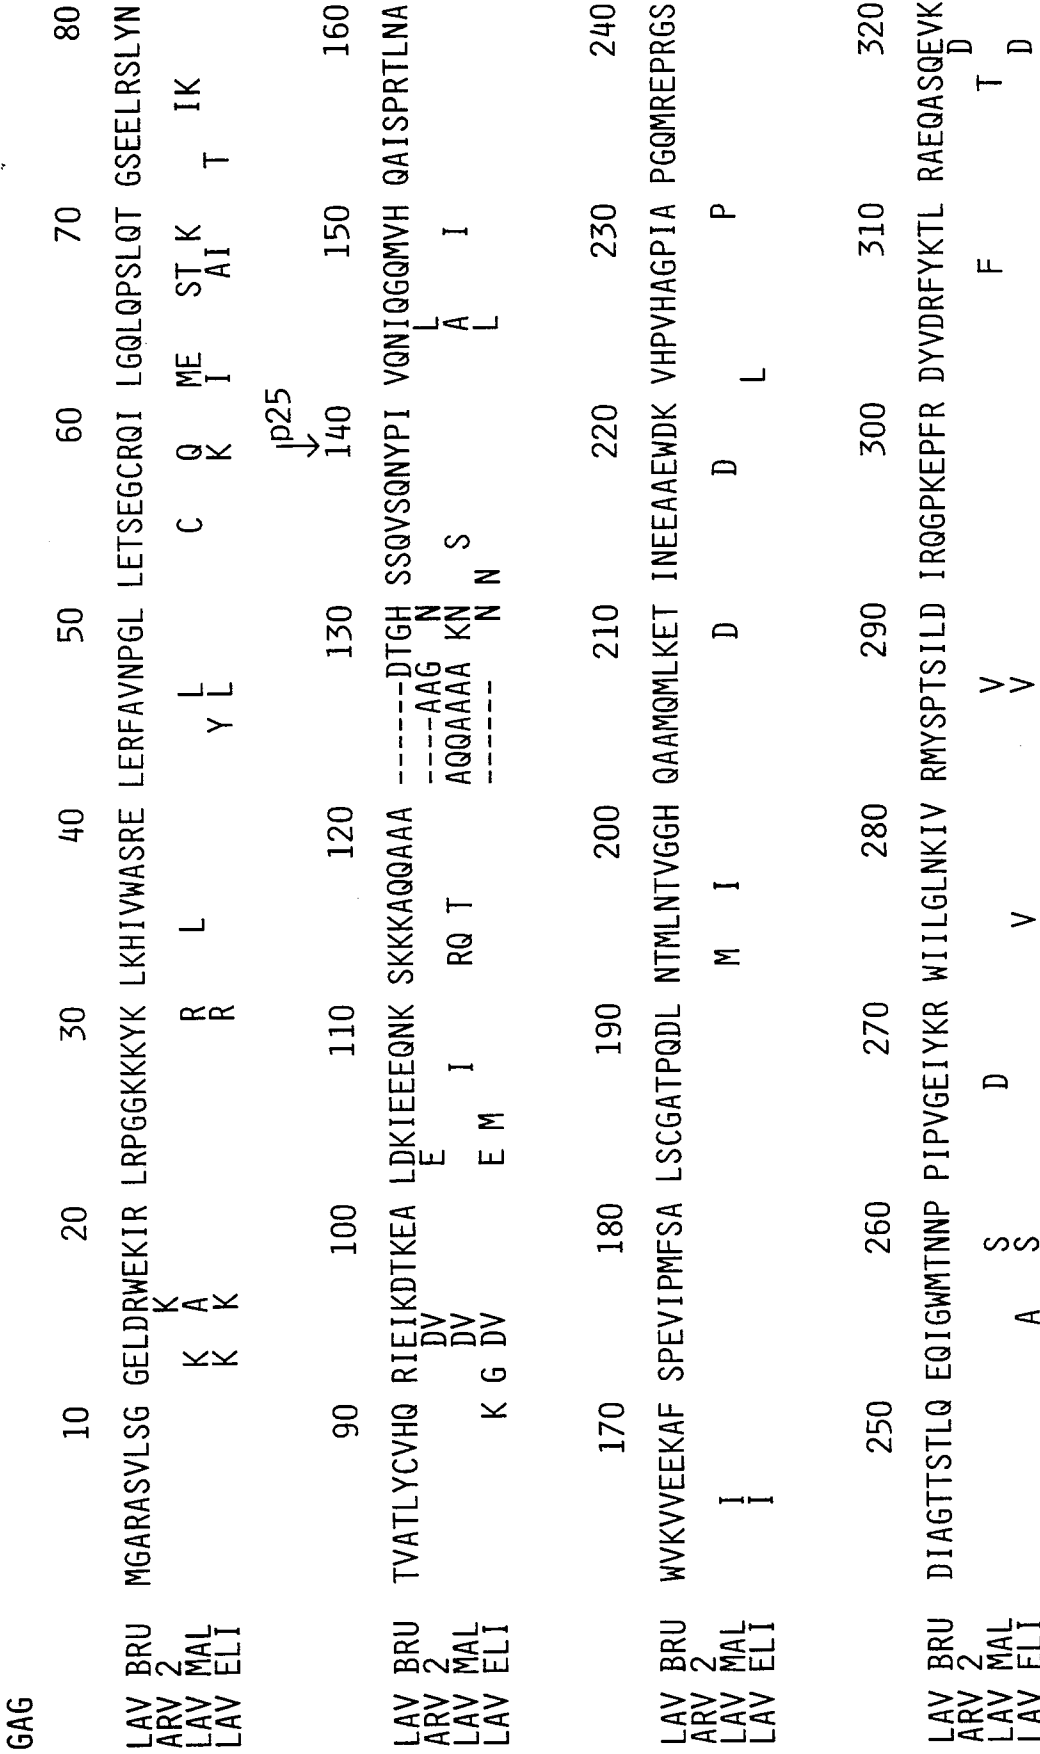 GAG
10 20 30 40 50 60 70 80
LAV BRU MGARASVLSG GELDRWEKIR LRPGGKKKYK LKHIVWASRE LERFAVNPGL LETSEGCRQI LGQLQPSLQT GSEELRSLYN
ARV 2 K
LAV MAL K A R L L C Q ME ST K IK
LAV ELI K K R Y L K I AI T
p25
↓
90 100 110 120 130 140 150 160
LAV BRU TVATLYCVHQ RIEIKDTKEA LDKIEEEQNK SKKAQQAAA ------DTGH SSQVSQNYPI VQNIQGQMVH QAISPRTLNA
ARV 2 DV E ----AAG N L
LAV MAL DV I RQ T AQQAAAA KN S A I
LAV ELI K G DV E M ------ N N L
170 180 190 200 210 220 230 240
LAV BRU WVKVVEEKAF SPEVIPMFSA LSCGATPQDL NTMLNTVGGH QAAMQMLKET INEEAAEWDK VHPVHAGPIA PGQMREPRGS
ARV 2
LAV MAL I M I D D P
LAV ELI I L
250 260 270 280 290 300 310 320
LAV BRU DIAGTTSTLQ EQIGWMTNNP PIPVGEIYKR WIILGLNKIV RMYSPTSILD IRQGPKEPFR DYVDRFYKTL RAEQASQEVK
ARV 2 D
LAV MAL S D V F T
LAV ELI A S V V D